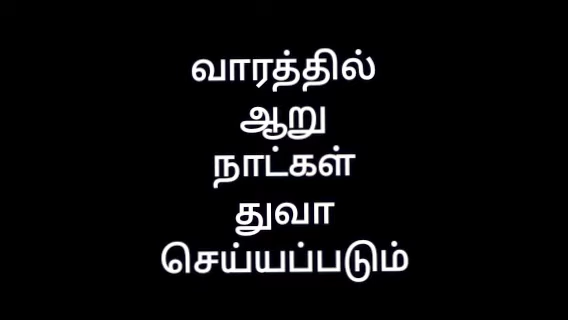 வாரத்தில்
ஆறு
நாட்கள்
துவா
செய்யப்படும்